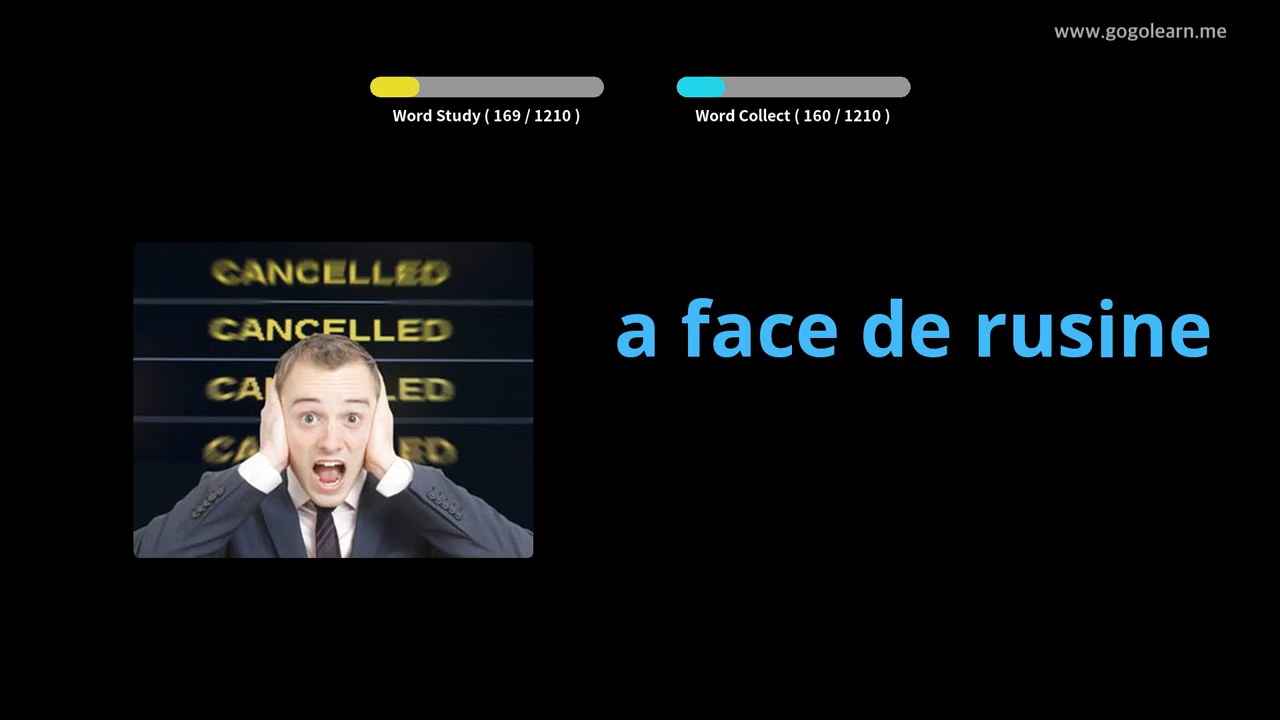 www.gogolearn.me
Word Study ( 169 / 1210 )
Word Collect ( 160 / 1210 )
CANCELLED
CANCELLED
a face de rusine